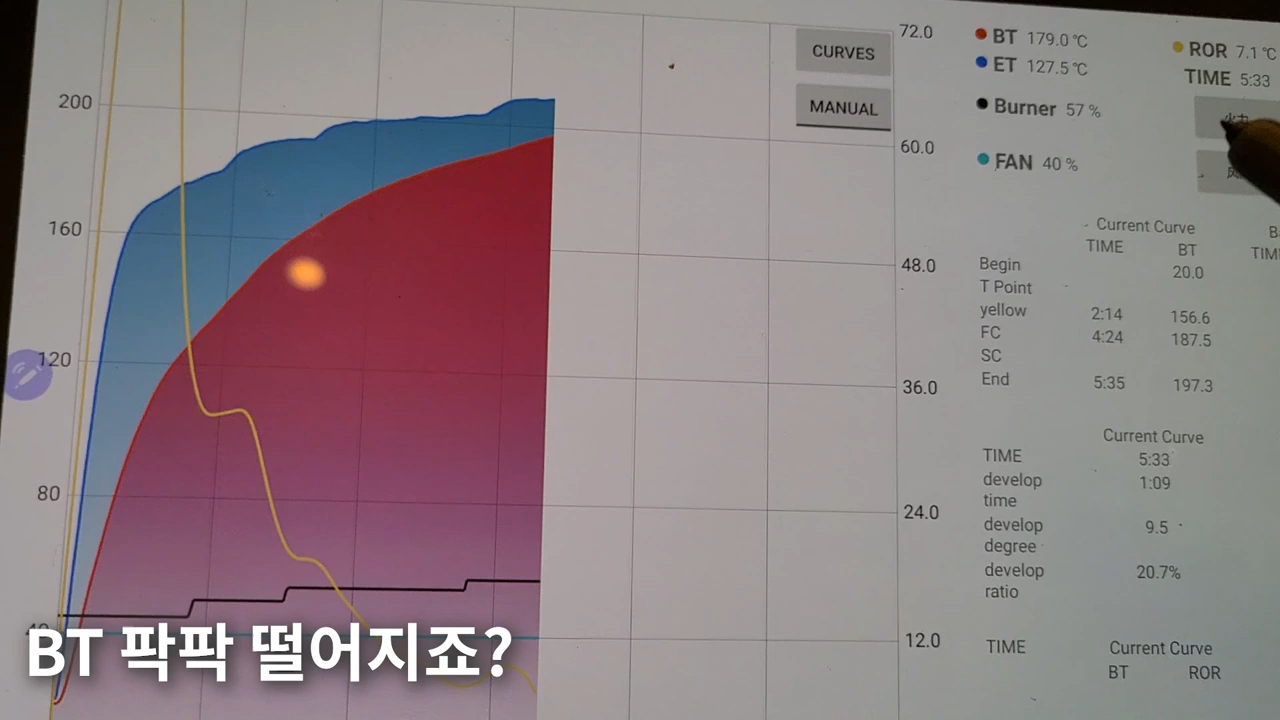 72.0
60.0
48.0
36.0
24.0
12.0
200
160
120
80
40
CURVES
MANUAL
BT 179.0 ℃
ET 127.5 ℃
Burner 57 %
FAN 40 %
ROR 7.1 ℃
TIME 5:33
火力
Current Curve
TIME BT
Begin 20.0
T Point
yellow 2:14 156.6
FC 4:24 187.5
SC
End 5:35 197.3
Current Curve
TIME 5:33
develop time 1:09
develop degree 9.5
develop ratio 20.7%
TIME
Current Curve
BT ROR
BT 팍팍 떨어지죠?